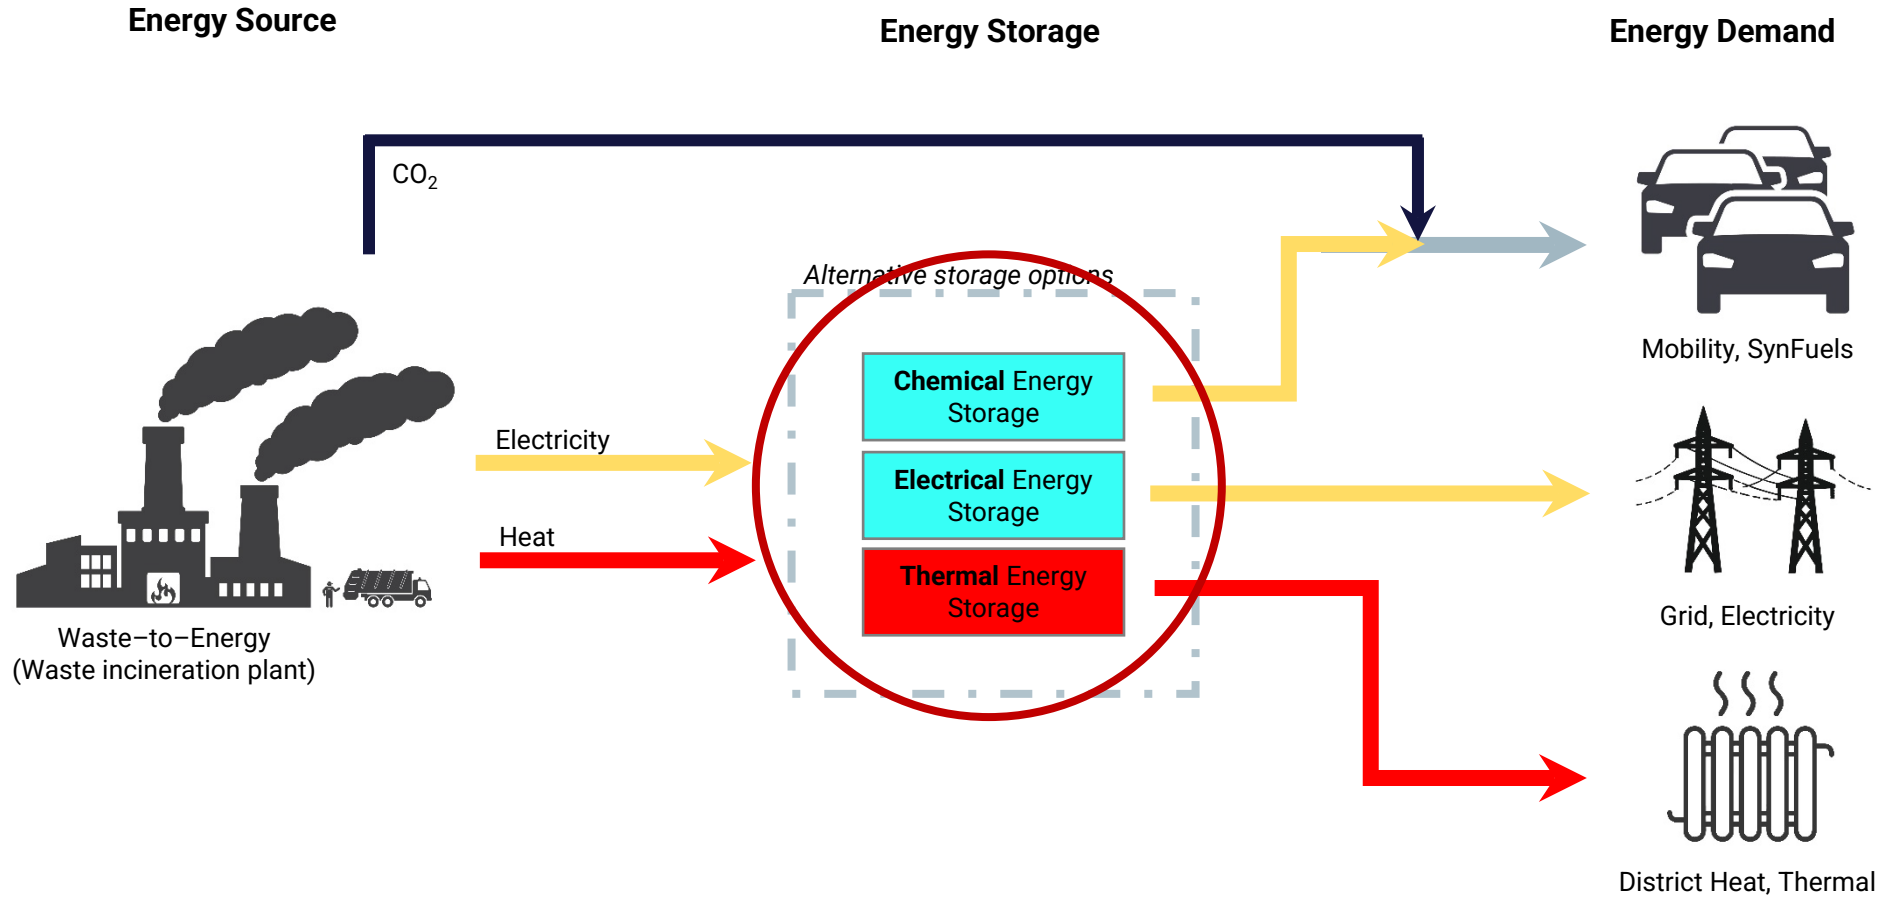 Energy Source
Energy Storage
Energy Demand
CO₂
Alternative storage options
Chemical Energy
Storage
Electricity
Electrical Energy
Storage
Heat
Thermal Energy
Storage
Waste–to–Energy
(Waste incineration plant)
Mobility, SynFuels
Grid, Electricity
District Heat, Thermal